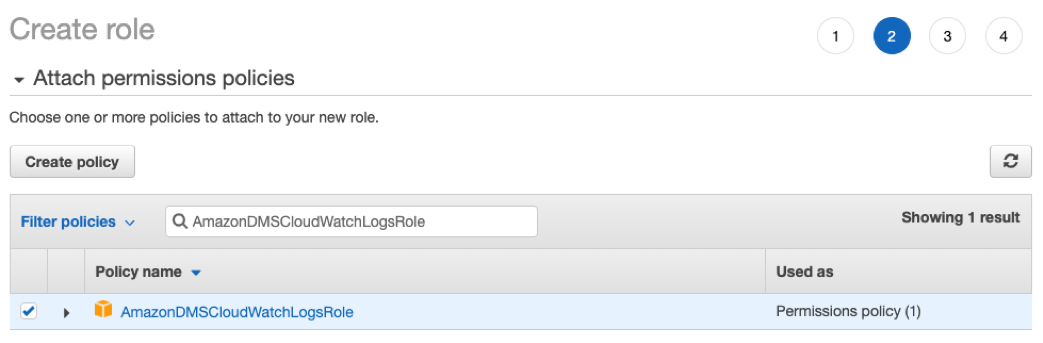 Create role
1 2 3 4
Attach permissions policies
Choose one or more policies to attach to your new role.
Create policy
Filter policies AmazonDMSCloudWatchLogsRole Showing 1 result
Policy name Used as
AmazonDMSCloudWatchLogsRole Permissions policy (1)